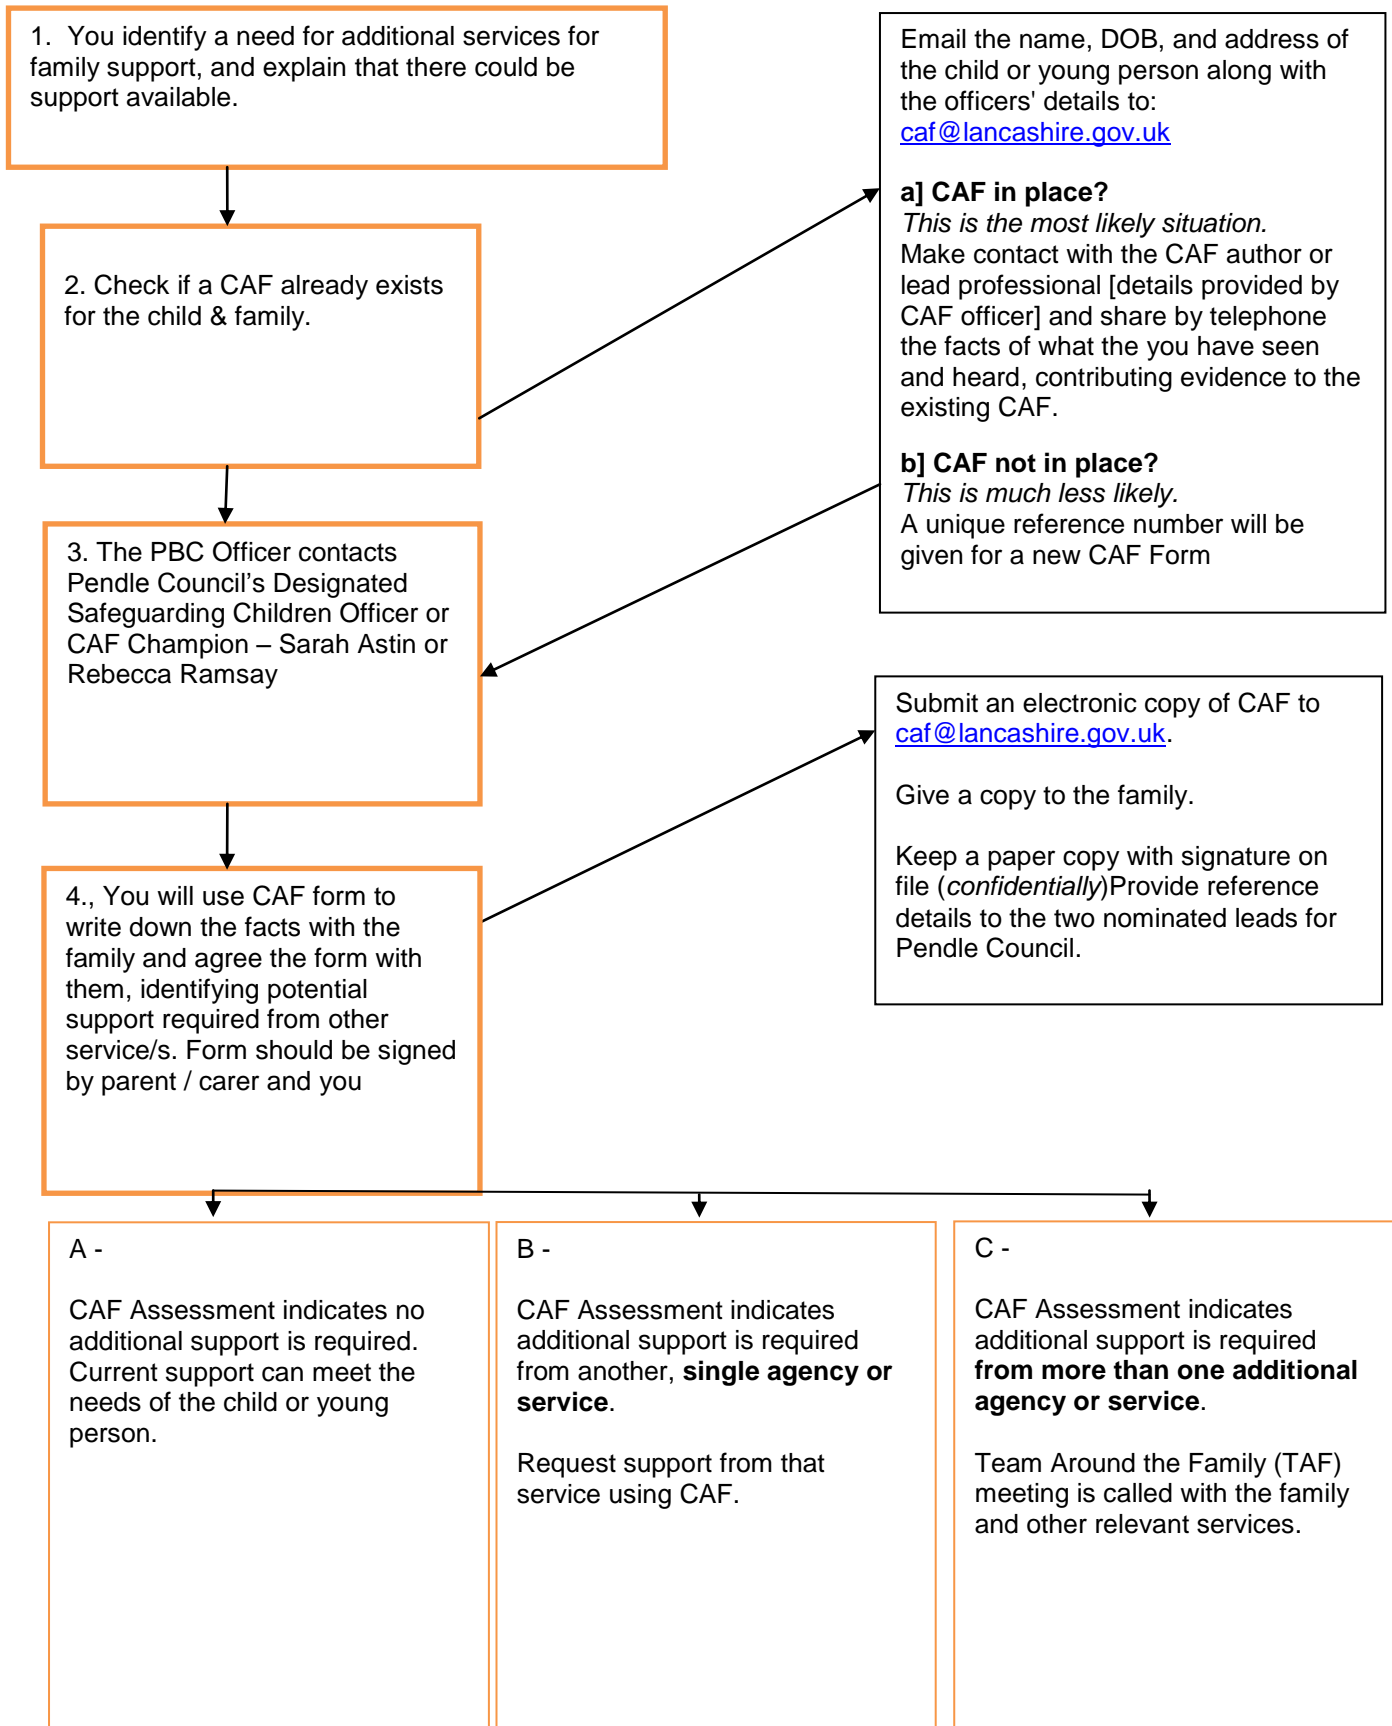 1.  You identify a need for additional services for
family support, and explain that there could be
support available.
Email the name, DOB, and address of
the child or young person along with
the officers' details to:
caf@lancashire.gov.uk
a] CAF in place?
This is the most likely situation.
Make contact with the CAF author or
lead professional [details provided by
CAF officer] and share by telephone
the facts of what the you have seen
and heard, contributing evidence to the
existing CAF.
b] CAF not in place?
This is much less likely.
A unique reference number will be
given for a new CAF Form
2. Check if a CAF already exists
for the child & family.
3. The PBC Officer contacts
Pendle Council’s Designated
Safeguarding Children Officer or
CAF Champion – Sarah Astin or
Rebecca Ramsay
4., You will use CAF form to
write down the facts with the
family and agree the form with
them, identifying potential
support required from other
service/s. Form should be signed
by parent / carer and you
Submit an electronic copy of CAF to
caf@lancashire.gov.uk.
Give a copy to the family.
Keep a paper copy with signature on
file (confidentially)Provide reference
details to the two nominated leads for
Pendle Council.
A -
CAF Assessment indicates no
additional support is required.
Current support can meet the
needs of the child or young
person.
B -
CAF Assessment indicates
additional support is required
from another, single agency or
service.
Request support from that
service using CAF.
C -
CAF Assessment indicates
additional support is required
from more than one additional
agency or service.
Team Around the Family (TAF)
meeting is called with the family
and other relevant services.